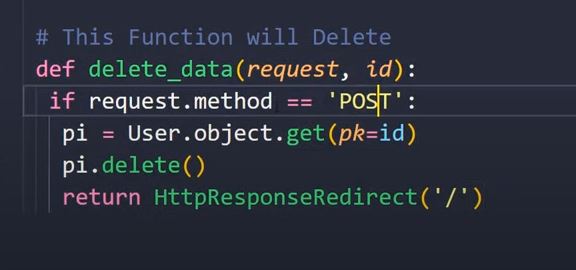 # This Function will Delete
def delete_data(request, id):
 if request.method == 'POST':
  pi = User.object.get(pk=id)
  pi.delete()
  return HttpResponseRedirect('/')